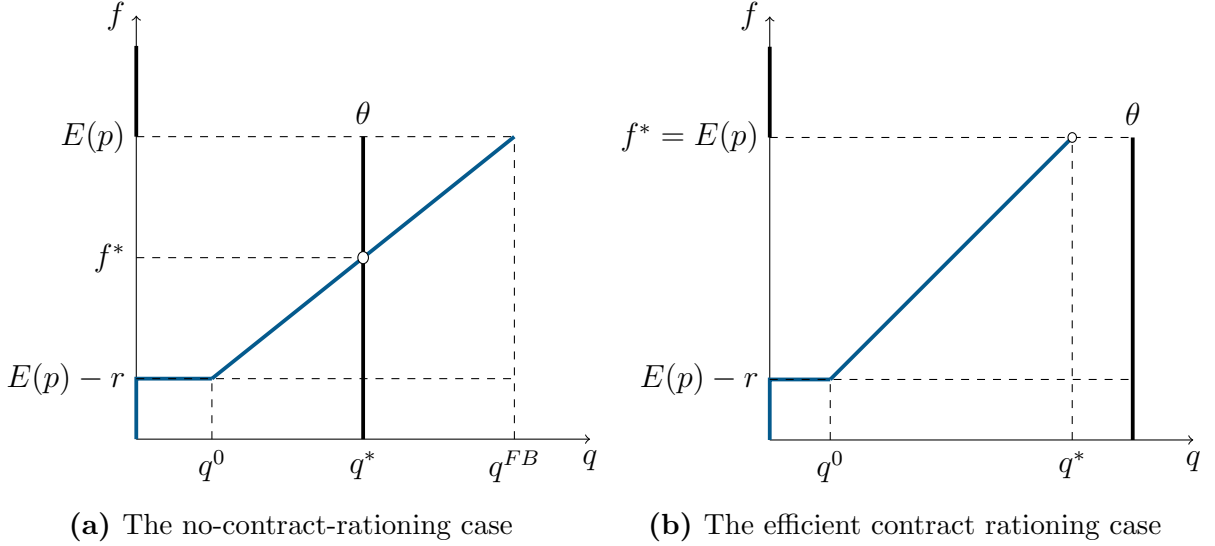 f
E(p)
θ
f*
E(p) − r
q⁰
q*
q^{FB}
q
(a) The no-contract-rationing case
f
f* = E(p)
θ
E(p) − r
q⁰
q*
q
(b) The efficient contract rationing case